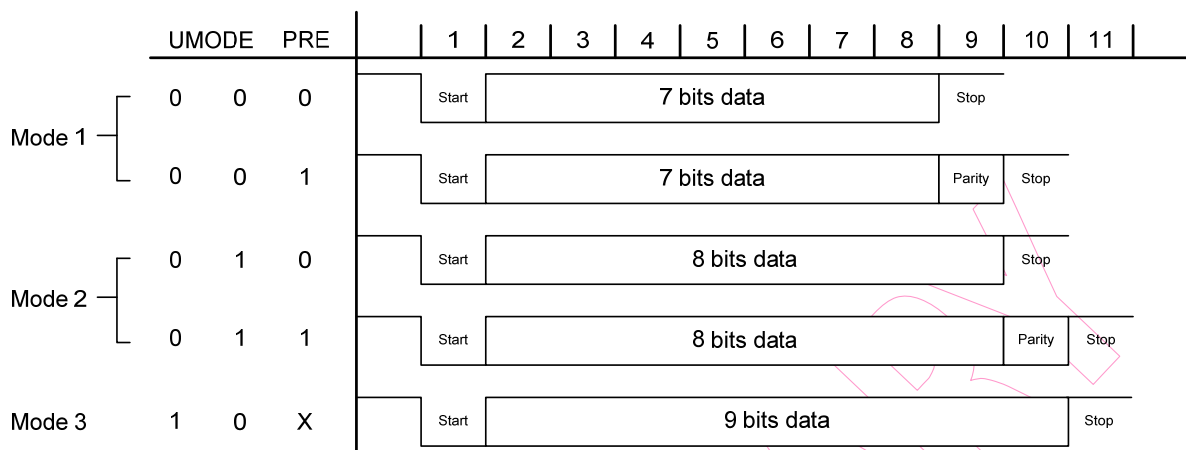 UMODE PRE 1 2 3 4 5 6 7 8 9 10 11
0 0 0 Start 7 bits data Stop
Mode 1
0 0 1 Start 7 bits data Parity Stop
0 1 0 Start 8 bits data Stop
Mode 2
0 1 1 Start 8 bits data Parity Stop
Mode 3 1 0 X Start 9 bits data Stop